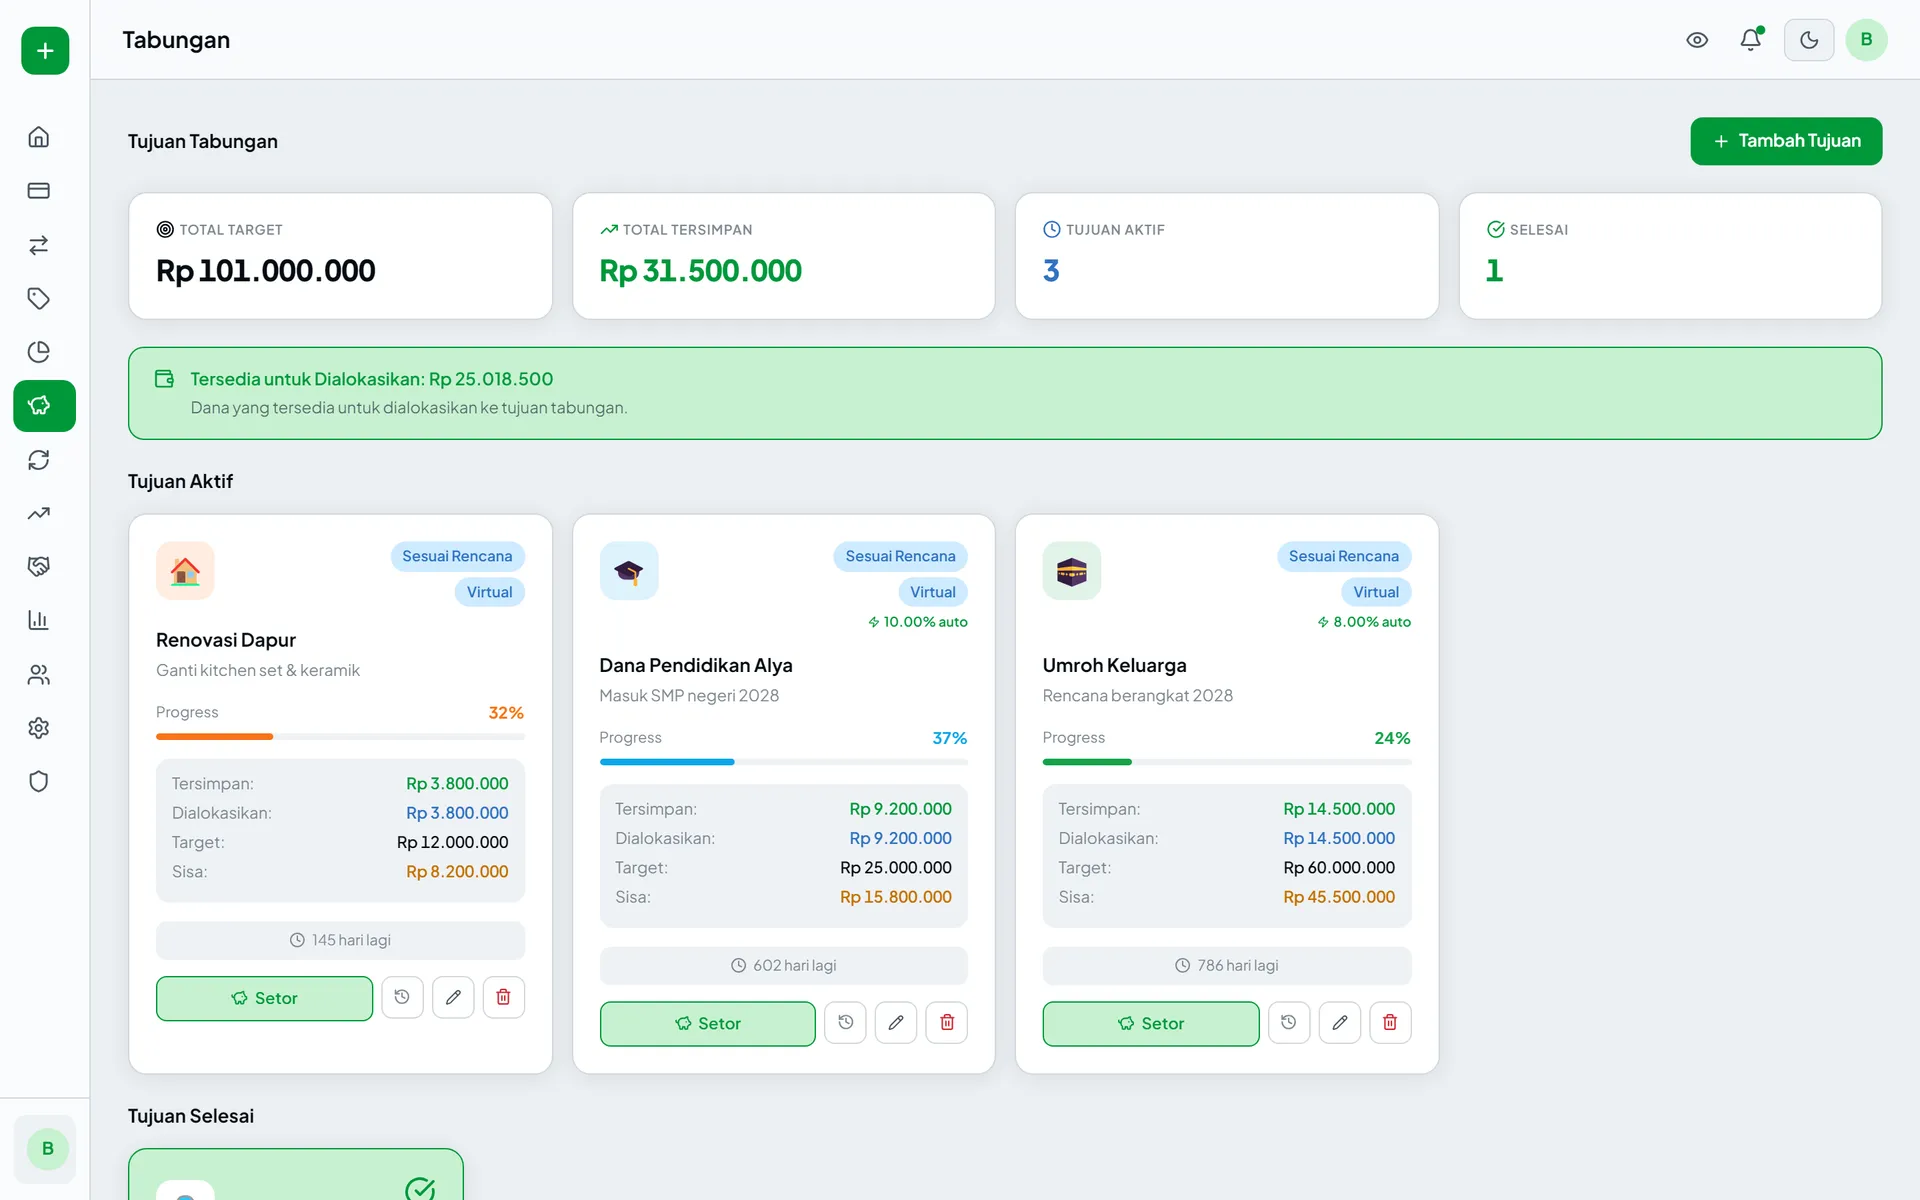 Tabungan
B
Tujuan Tabungan
Tambah Tujuan
TOTAL TARGET
Rp 101.000.000
TOTAL TERSIMPAN
Rp 31.500.000
TUJUAN AKTIF
3
SELESAI
1
Tersedia untuk Dialokasikan: Rp 25.018.500
Dana yang tersedia untuk dialokasikan ke tujuan tabungan.
Tujuan Aktif
Sesuai Rencana
Virtual
Renovasi Dapur
Ganti kitchen set & keramik
Progress 32%
Tersimpan: Rp 3.800.000
Dialokasikan: Rp 3.800.000
Target: Rp 12.000.000
Sisa: Rp 8.200.000
145 hari lagi
Setor
Sesuai Rencana
Virtual
10.00% auto
Dana Pendidikan Alya
Masuk SMP negeri 2028
Progress 37%
Tersimpan: Rp 9.200.000
Dialokasikan: Rp 9.200.000
Target: Rp 25.000.000
Sisa: Rp 15.800.000
602 hari lagi
Setor
Sesuai Rencana
Virtual
8.00% auto
Umroh Keluarga
Rencana berangkat 2028
Progress 24%
Tersimpan: Rp 14.500.000
Dialokasikan: Rp 14.500.000
Target: Rp 60.000.000
Sisa: Rp 45.500.000
786 hari lagi
Setor
Tujuan Selesai
B